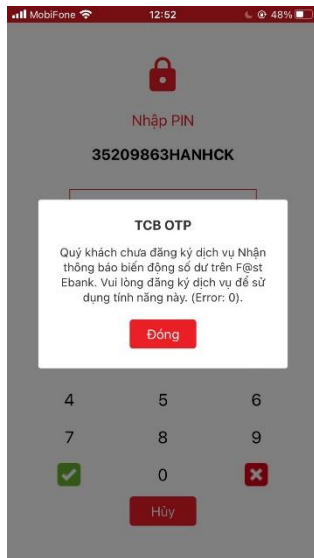 MobiFone 12:52 48%
Nhập PIN
35209863HANHCK
TCB OTP
Quý khách chưa đăng ký dịch vụ Nhận
thông báo biến động số dư trên F@st
Ebank. Vui lòng đăng ký dịch vụ để sử
dụng tính năng này. (Error: 0).
Đóng
4 5 6
7 8 9
0
Hủy